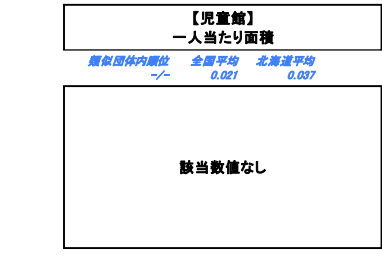 【児童館】
一人当たり面積
類似団体内順位 全国平均 北海道平均
-/- 0.021 0.037
該当数値なし